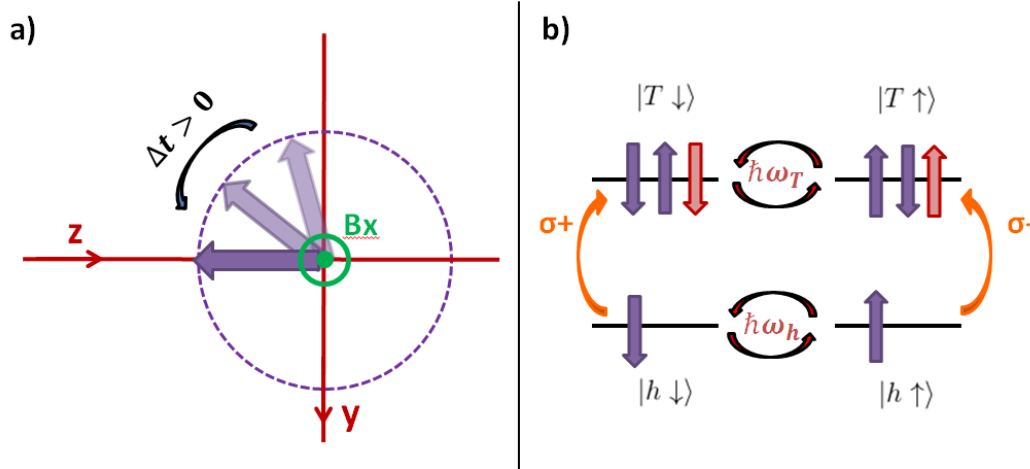 a)
Δt > 0
z
Bx
y
b)
|T ↓⟩
|T ↑⟩
ħω_T
σ+
σ-
ħω_h
|h ↓⟩
|h ↑⟩